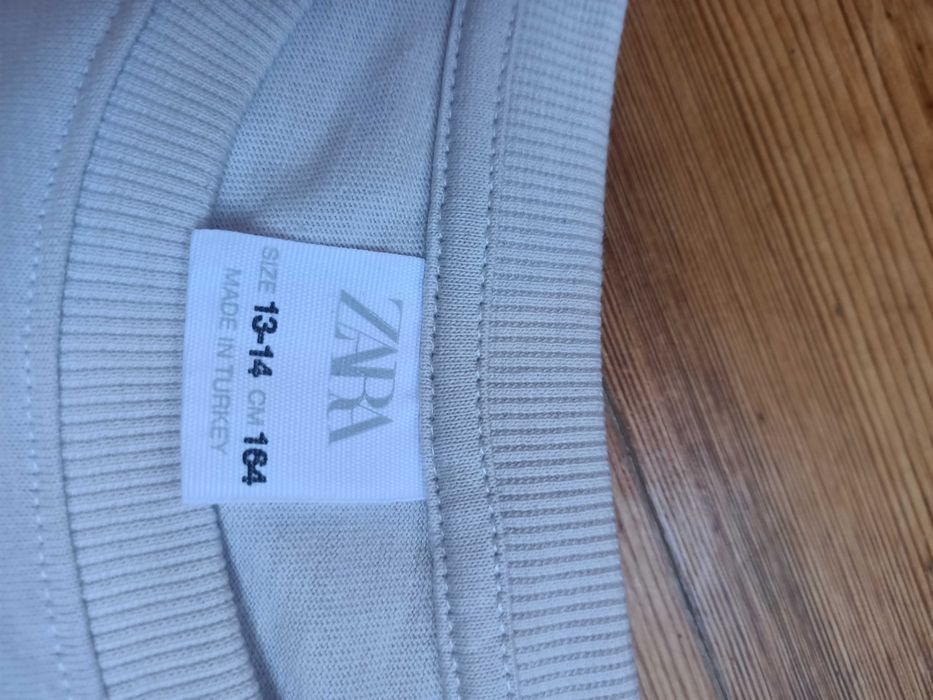 ZARA
SIZE 13-14 CM 164
MADE IN TURKEY